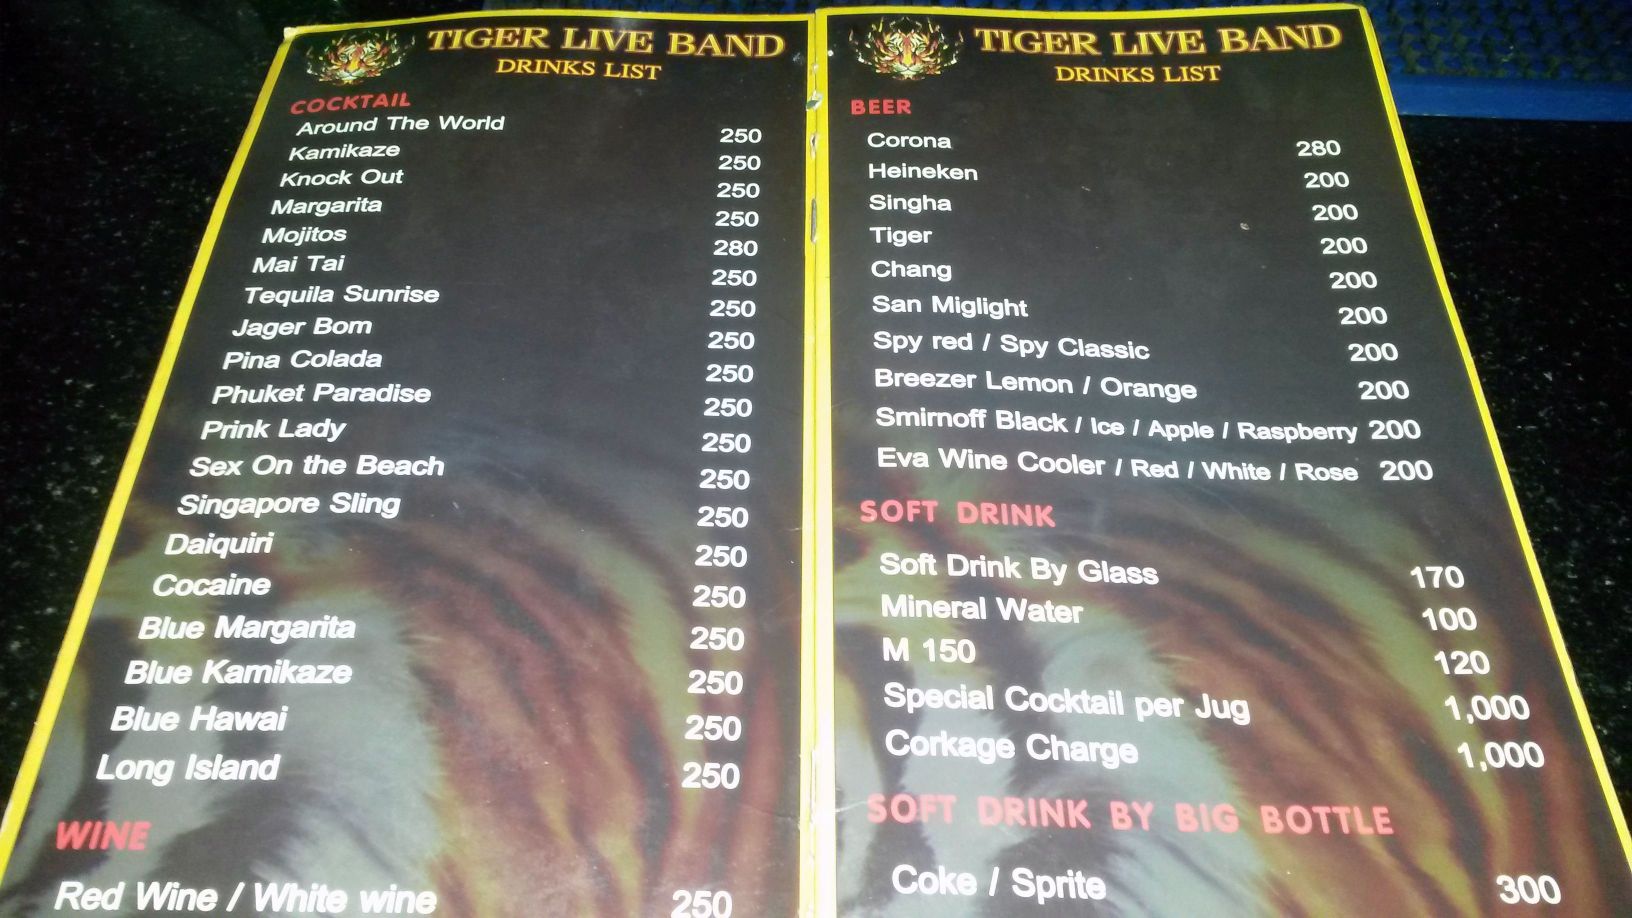 TIGER LIVE BAND
DRINKS LIST
COCKTAIL
Around The World 250
Kamikaze 250
Knock Out 250
Margarita 250
Mojitos 280
Mai Tai 250
Tequila Sunrise 250
Jager Bom 250
Pina Colada 250
Phuket Paradise 250
Prink Lady 250
Sex On the Beach 250
Singapore Sling 250
Daiquiri 250
Cocaine 250
Blue Margarita 250
Blue Kamikaze 250
Blue Hawai 250
Long Island 250
WINE
Red Wine / White wine 250
TIGER LIVE BAND
DRINKS LIST
BEER
Corona 280
Heineken 200
Singha 200
Tiger 200
Chang 200
San Miglight 200
Spy red / Spy Classic 200
Breezer Lemon / Orange 200
Smirnoff Black / Ice / Apple / Raspberry 200
Eva Wine Cooler / Red / White / Rose 200
SOFT DRINK
Soft Drink By Glass 170
Mineral Water 100
M 150 120
Special Cocktail per Jug 1,000
Corkage Charge 1,000
SOFT DRINK BY BIG BOTTLE
Coke / Sprite 300